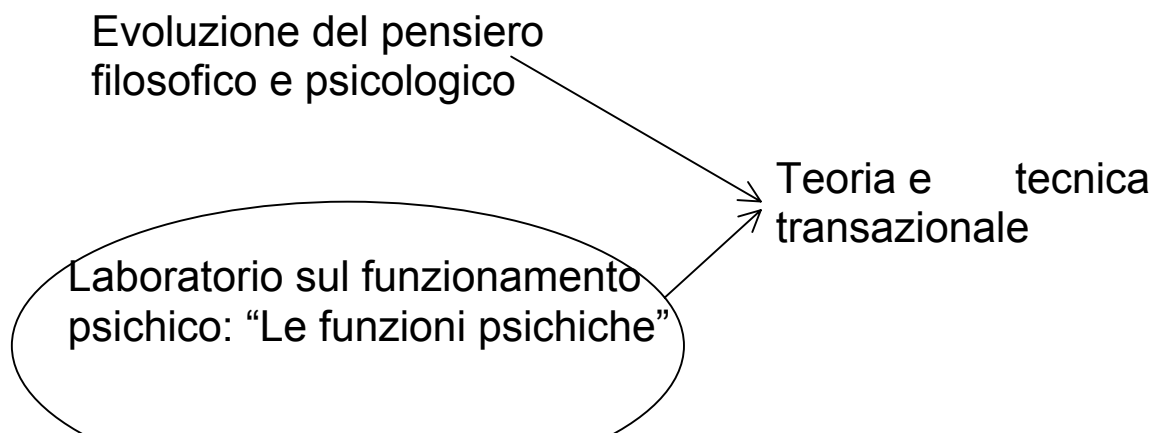 Evoluzione del pensiero
filosofico e psicologico
Teoria e tecnica
transazionale
Laboratorio sul funzionamento
psichico: “Le funzioni psichiche”